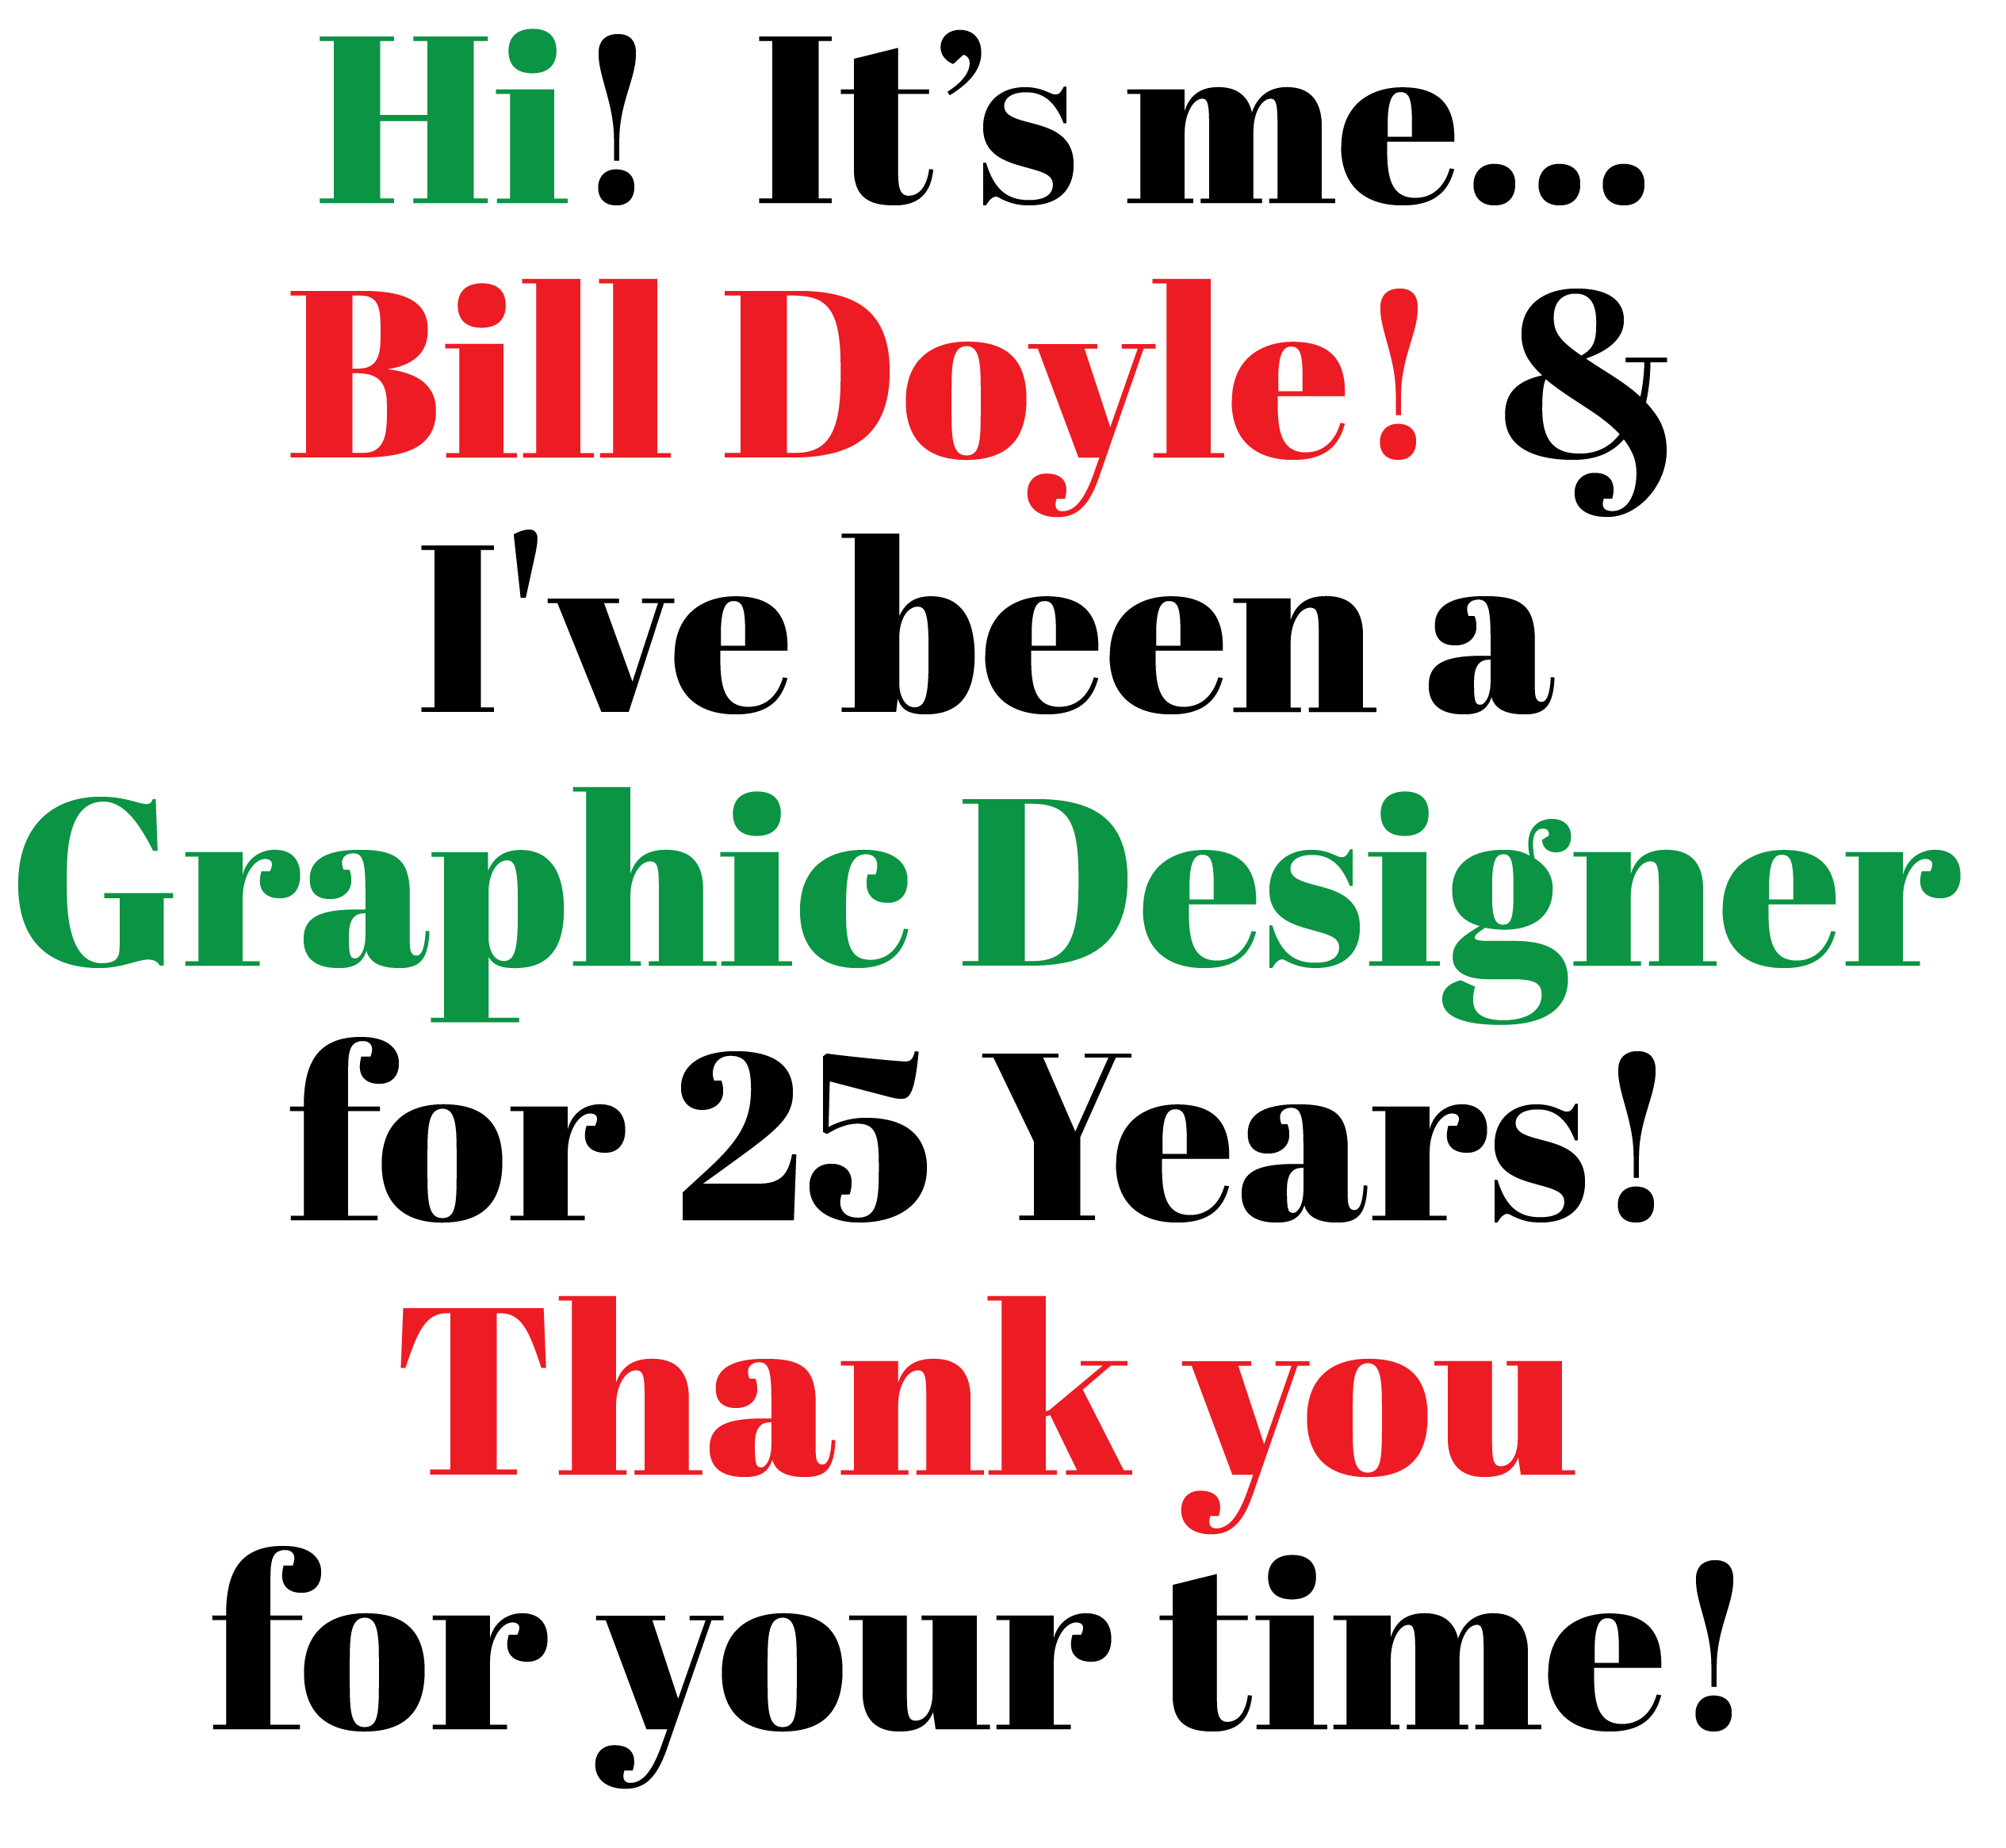 Hi!  It’s me...
Bill Doyle!  &
I've been a
Graphic Designer
for 25 Years!
Thank you
for your time!